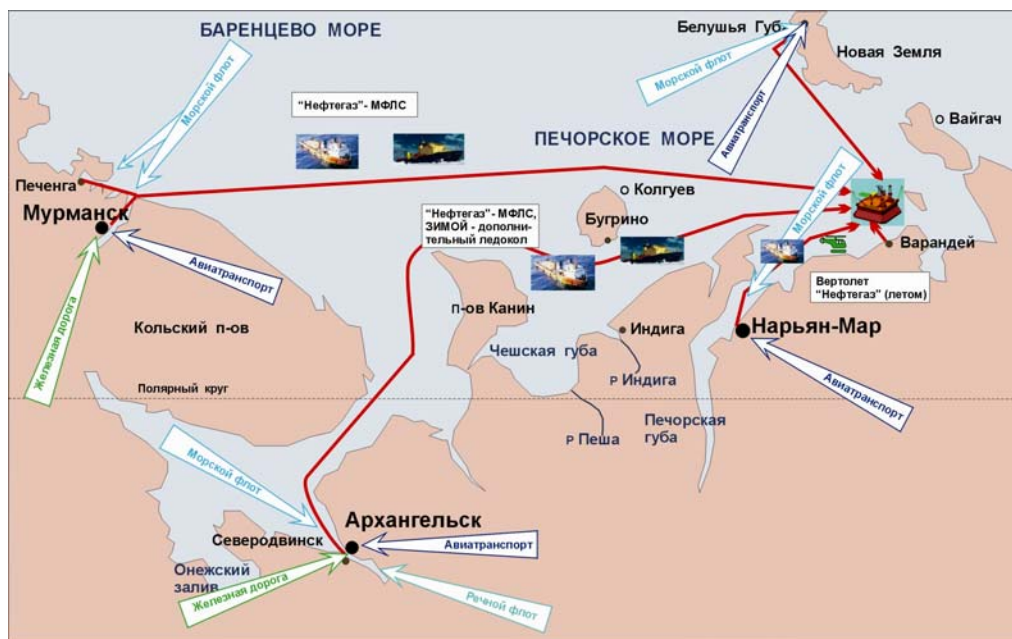 БАРЕНЦЕВО МОРЕ
Белушья Губ
Новая Земля
Морской флот
Морской флот
Авиатранспорт
"Нефтегаз"- МФЛС
ПЕЧОРСКОЕ МОРЕ
Вайгач
Печенга
Мурманск
Колгуев
"Нефтегаз"- МФЛС,
ЗИМОЙ - дополни-
тельный ледокол
Бугрино
Морской флот
Варандей
Авиатранспорт
Вертолет
"Нефтегаз" (летом)
п-ов Канин
Кольский п-ов
Железная дорога
Индига
Нарьян-Мар
Чешская губа
Полярный круг
Р Индига
Авиатранспорт
Печорская
губа
Р Пеша
Морской флот
Архангельск
Северодвинск
Авиатранспорт
Онежский
залив
Железная дорога
Речной флот